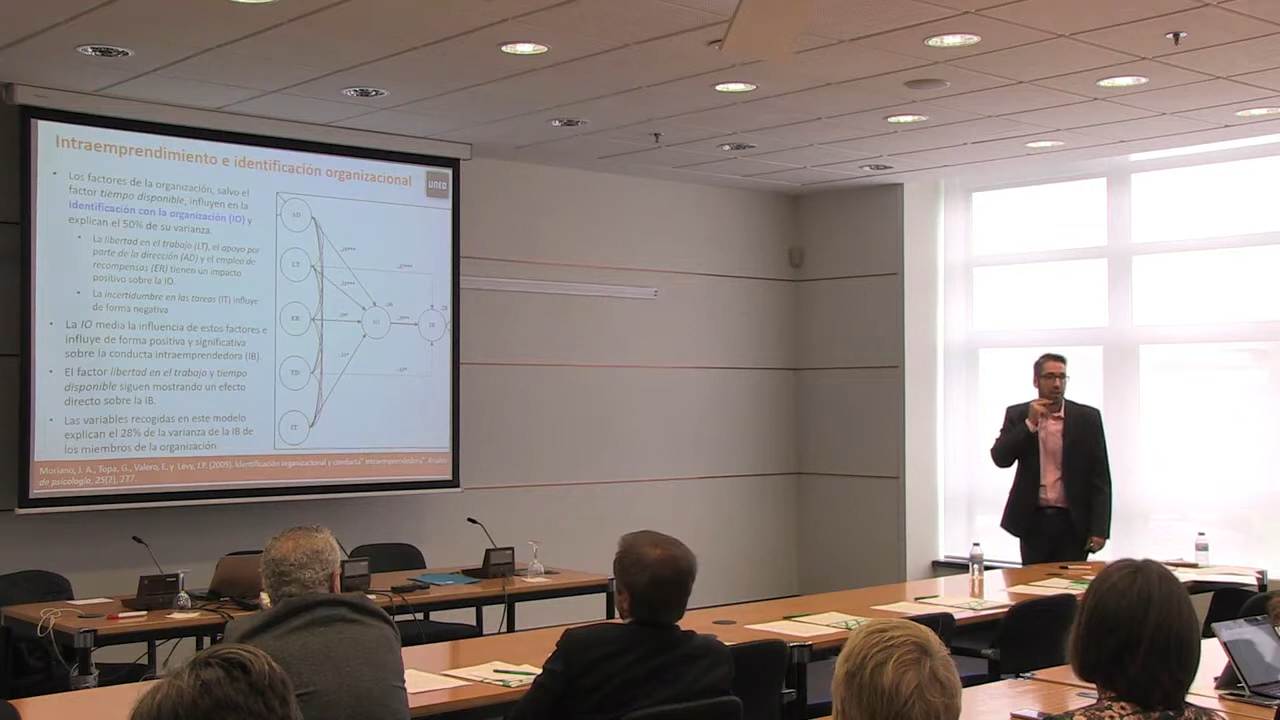 Intraemprendimiento e identificación organizacional
UNED
Los factores de la organización, salvo el
factor tiempo disponible, influyen en la
identificación con la organización (IO) y
explican el 50% de su varianza.
La libertad en el trabajo (LT), el apoyo por
parte de la dirección (AD) y el empleo de
recompensas (ER) tienen un impacto
positivo sobre la IO.
La incertidumbre en las tareas (IT) influye
de forma negativa
La IO media la influencia de estos factores e
influye de forma positiva y significativa
sobre la conducta intraemprendedora (IB).
El factor libertad en el trabajo y tiempo
disponible siguen mostrando un efecto
directo sobre la IB.
Las variables recogidas en este modelo
explican el 28% de la varianza de la IB de
los miembros de la organización.
AD
LT
ER
TD
IT
IO
IB
Moriano, J. A., Topa, G., Valero, E. y Levy, J.P. (2009). Identificación organizacional y conducta" intraemprendedora". Anales
de psicología, 25(2), 277.